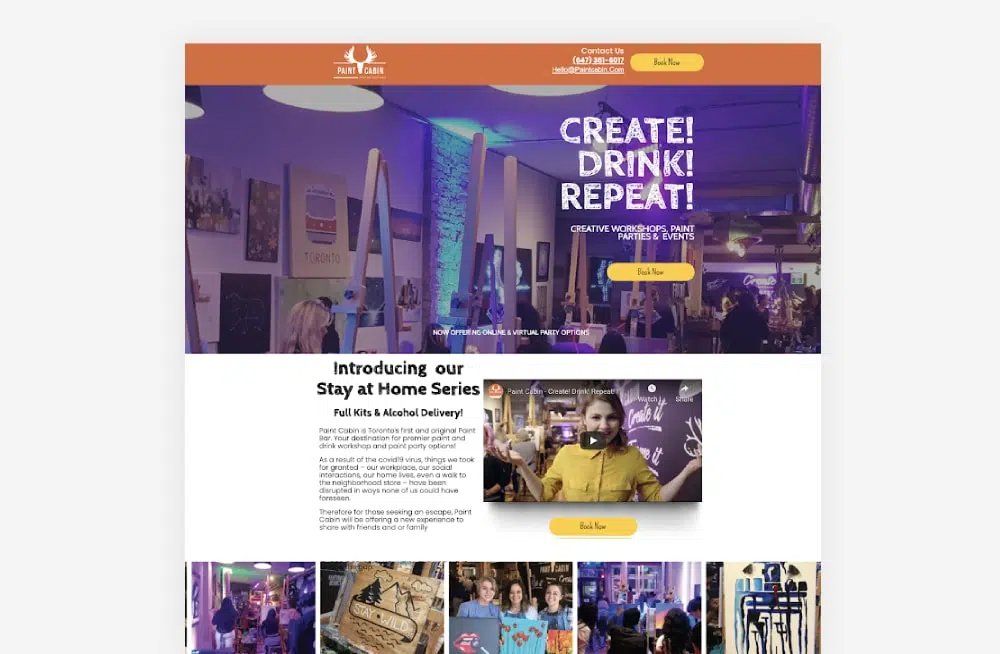 PAINT CABIN
Contact Us
(647) 361-6017
Hello@Paintcabin.Com
Book Now
CREATE!
DRINK!
REPEAT!
CREATIVE WORKSHOPS, PAINT
PARTIES & EVENTS
Book Now
TORONTO
Create
NOW OFFERING ONLINE & VIRTUAL PARTY OPTIONS
Introducing our
Stay at Home Series
Full Kits & Alcohol Delivery!
Paint Cabin is Toronto's first and original Paint
Bar. Your destination for premier paint and
drink workshop and paint party options!
As a result of the covid19 virus, things we took
for granted – our workplace, our social
interactions, our home lives, even a walk to
the neighborhood store – have been
disrupted in ways none of us could have
foreseen.
Therefore for those seeking an escape, Paint
Cabin will be offering a new experience to
share with friends and or family
Paint Cabin - Create! Drink! Repeat!
Watch
Share
Create it
Book Now
STAY WILD